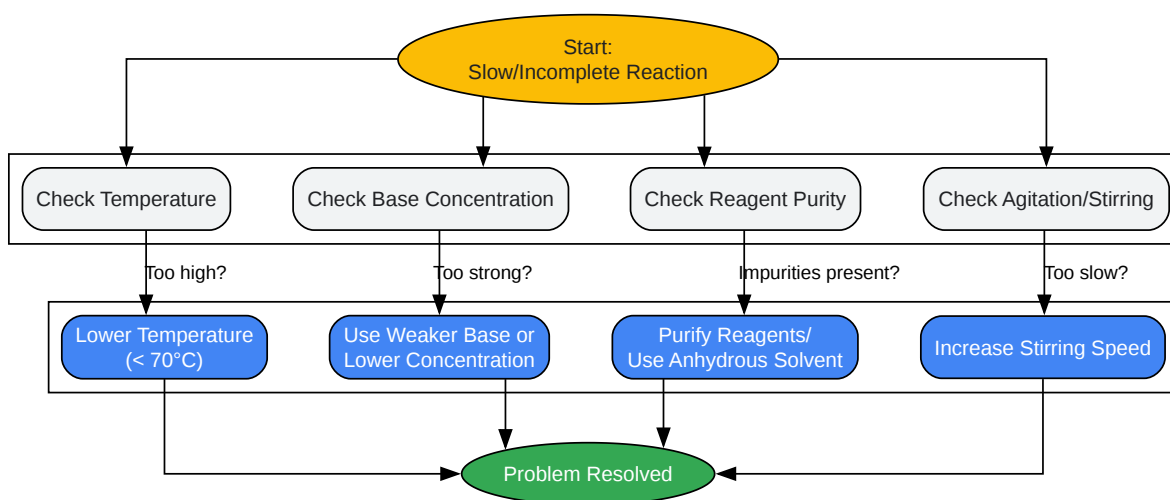 Start:
Slow/Incomplete Reaction
Check Temperature
Check Base Concentration
Check Reagent Purity
Check Agitation/Stirring
Too high?
Too strong?
Impurities present?
Too slow?
Lower Temperature
(< 70°C)
Use Weaker Base or
Lower Concentration
Purify Reagents/
Use Anhydrous Solvent
Increase Stirring Speed
Problem Resolved